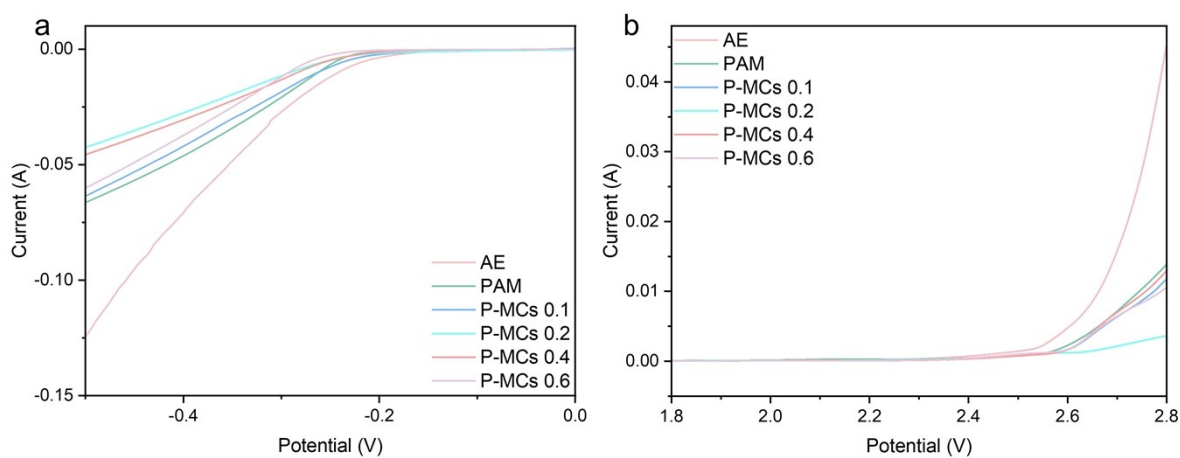 a
0.00
-0.05
-0.10
-0.15
Current (A)
-0.4
-0.2
0.0
Potential (V)
AE
PAM
P-MCs 0.1
P-MCs 0.2
P-MCs 0.4
P-MCs 0.6
b
AE
PAM
P-MCs 0.1
P-MCs 0.2
P-MCs 0.4
P-MCs 0.6
0.04
0.03
0.02
0.01
0.00
Current (A)
1.8
2.0
2.2
2.4
2.6
2.8
Potential (V)